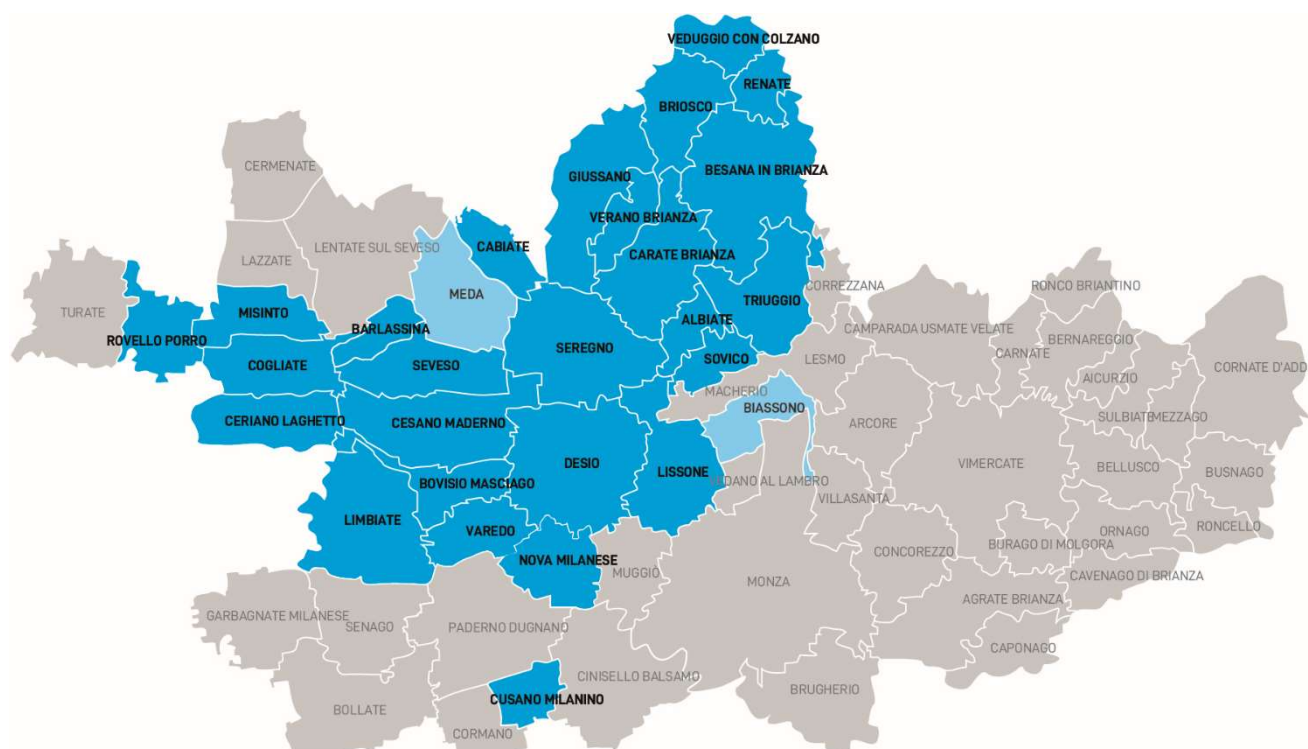 VEDUGGIO CON COLZANO
RENATE
BRIOSCO
CERMENATE
BESANA IN BRIANZA
GIUSSANO
VERANO BRIANZA
LENTATE SUL SEVESO
CABIATE
CARATE BRIANZA
LAZZATE
CORREZZANA
RONCO BRIANTINO
MEDA
TRIUGGIO
TURATE
MISINTO
ALBIATE
BARLASSINA
CAMPARADA
USMATE VELATE
BERNAREGGIO
ROVELLO PORRO
SEREGNO
CARNATE
SOVICO
LESMO
COGLIATE
SEVESO
CORNATE D'ADD
AICURZIO
MACHERIO
BIASSONO
SULBIATE
MEZZAGO
CERIANO LAGHETTO
CESANO MADERNO
ARCORE
DESIO
VIMERCATE
BELLUSCO
LISSONE
BUSNAGO
BOVISIO MASCIAGO
VEDANO AL LAMBRO
VILLASANTA
LIMBIATE
RONCELLO
VAREDO
ORNAGO
BURAGO DI MOLGORA
CONCOREZZO
NOVA MILANESE
MUGGIÒ
CAVENAGO DI BRIANZA
MONZA
AGRATE BRIANZA
GARBAGNATE MILANESE
SENAGO
PADERNO DUGNANO
CAPONAGO
CINISELLO BALSAMO
BRUGHERIO
CUSANO MILANINO
BOLLATE
CORMANO